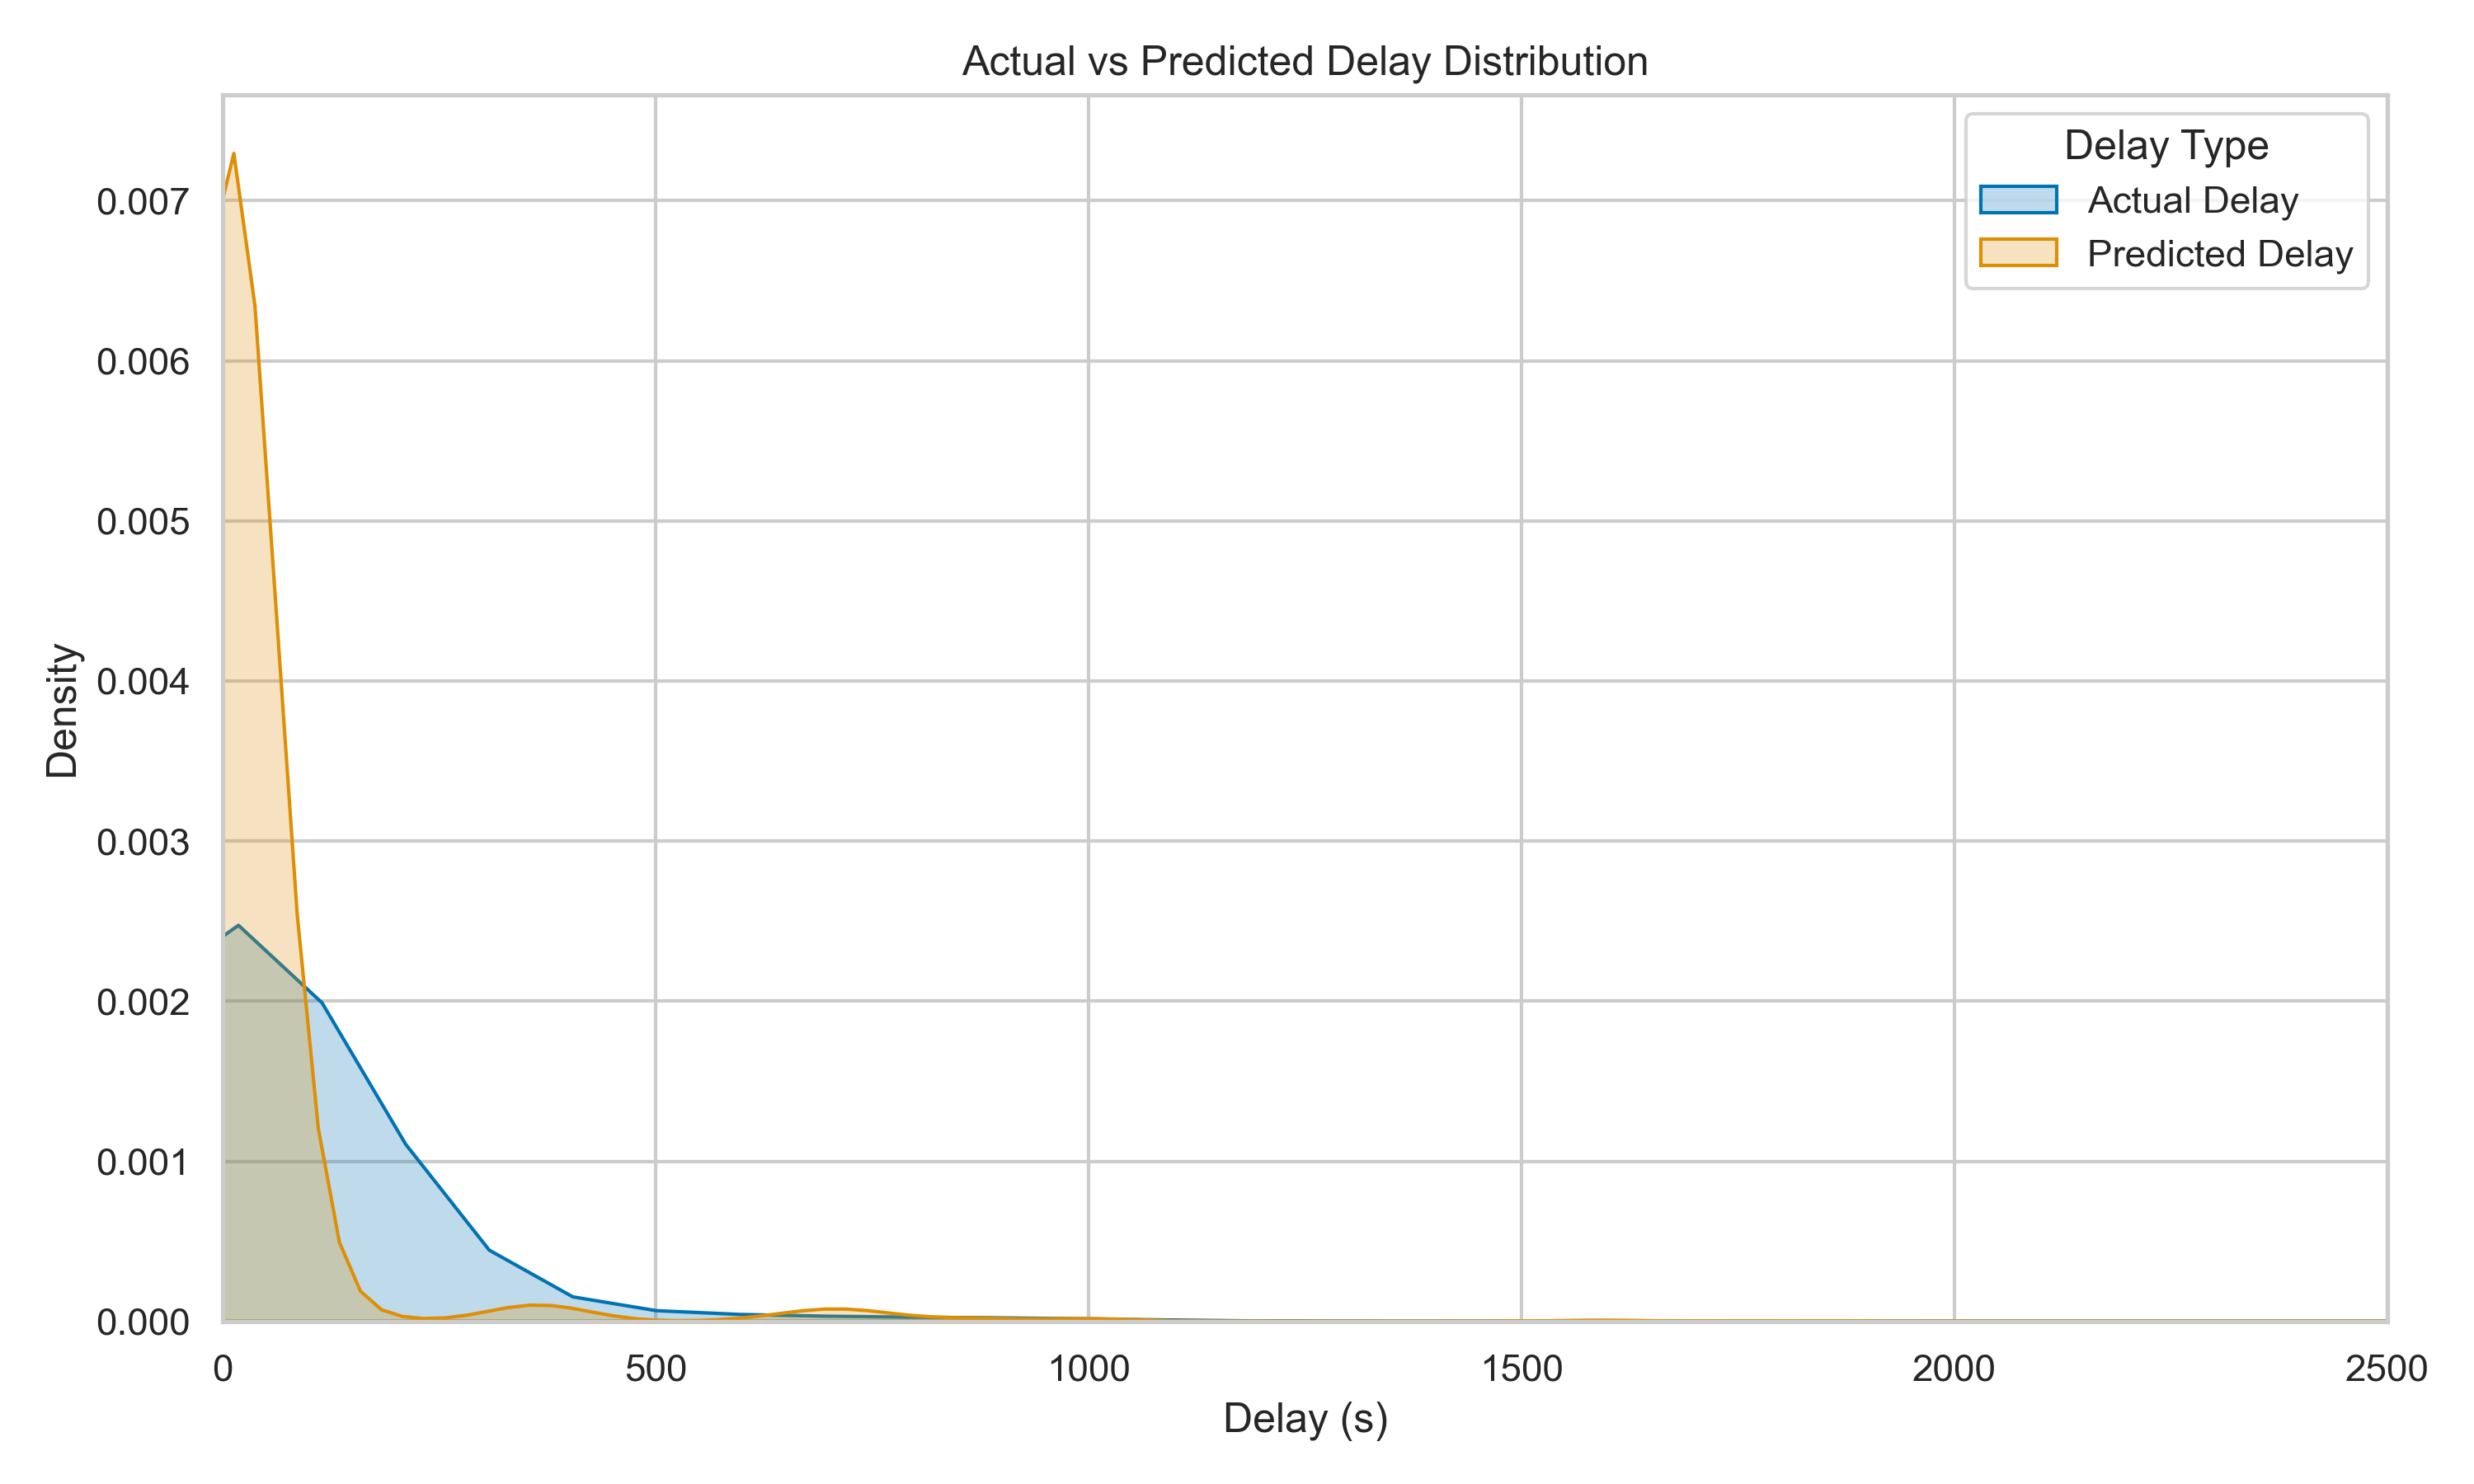 Actual vs Predicted Delay Distribution
Delay Type
Actual Delay
Predicted Delay
Density
0.007
0.006
0.005
0.004
0.003
0.002
0.001
0.000
0 500 1000 1500 2000 2500
Delay (s)